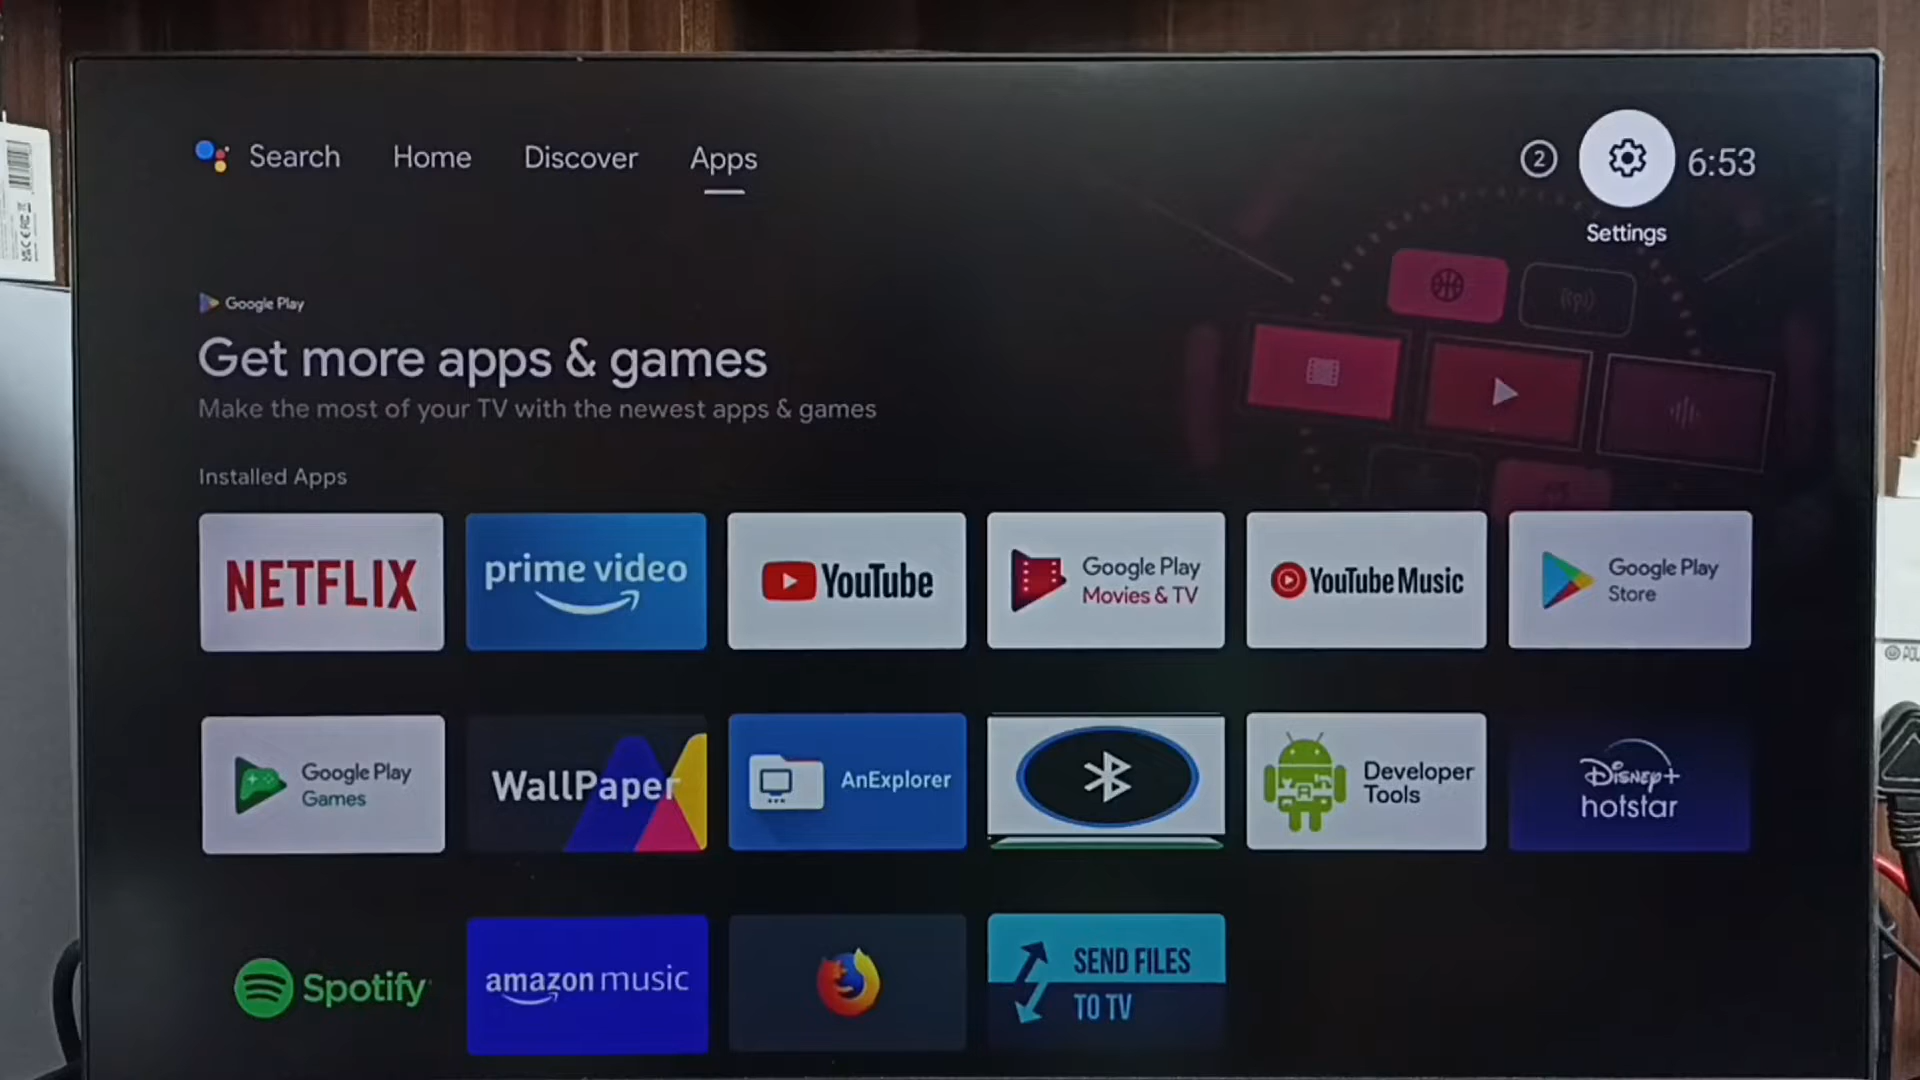 Search
Home
Discover
Apps
2
6:53
Settings
Google Play
Get more apps & games
Make the most of your TV with the newest apps & games
Installed Apps
NETFLIX
prime video
YouTube
Google Play
Movies & TV
YouTube Music
Google Play
Store
Google Play
Games
WallPaper
AnExplorer
Developer
Tools
Disney+
hotstar
Spotify
amazon music
SEND FILES
TO TV